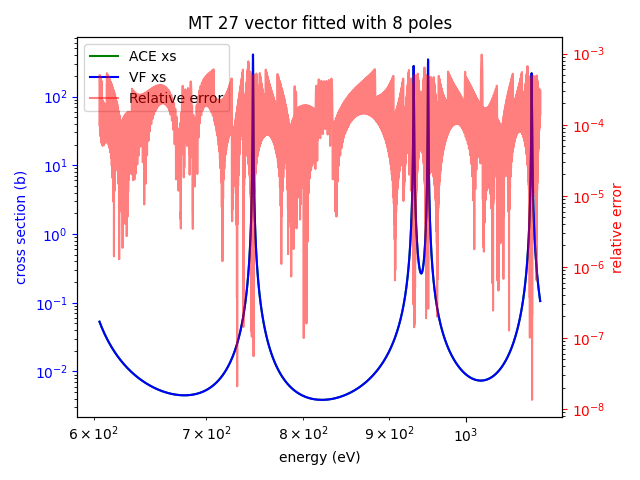 MT 27 vector fitted with 8 poles
ACE xs
VF xs
Relative error
cross section (b)
10²
10¹
10⁰
10⁻¹
10⁻²
relative error
10⁻³
10⁻⁴
10⁻⁵
10⁻⁶
10⁻⁷
10⁻⁸
6 × 10² 7 × 10² 8 × 10² 9 × 10² 10³
energy (eV)